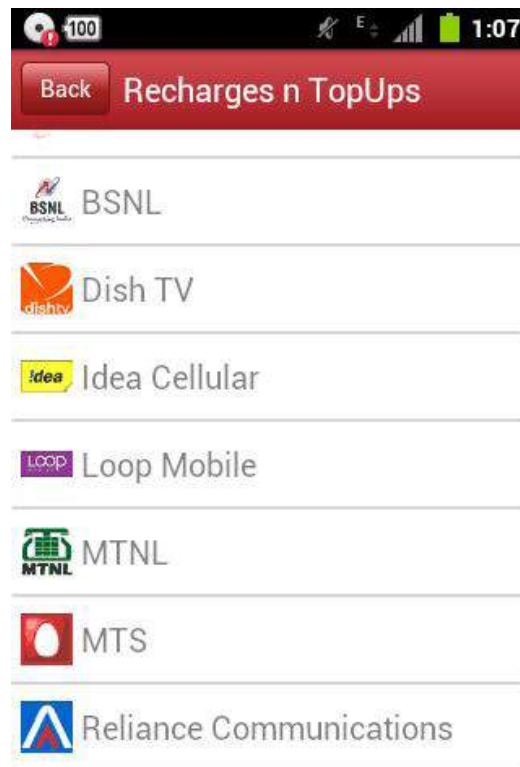 100 E 1:07
Back Recharges n TopUps
BSNL BSNL
dishtv Dish TV
!dea Idea Cellular
LOOP Loop Mobile
MTNL MTNL
MTS
Reliance Communications